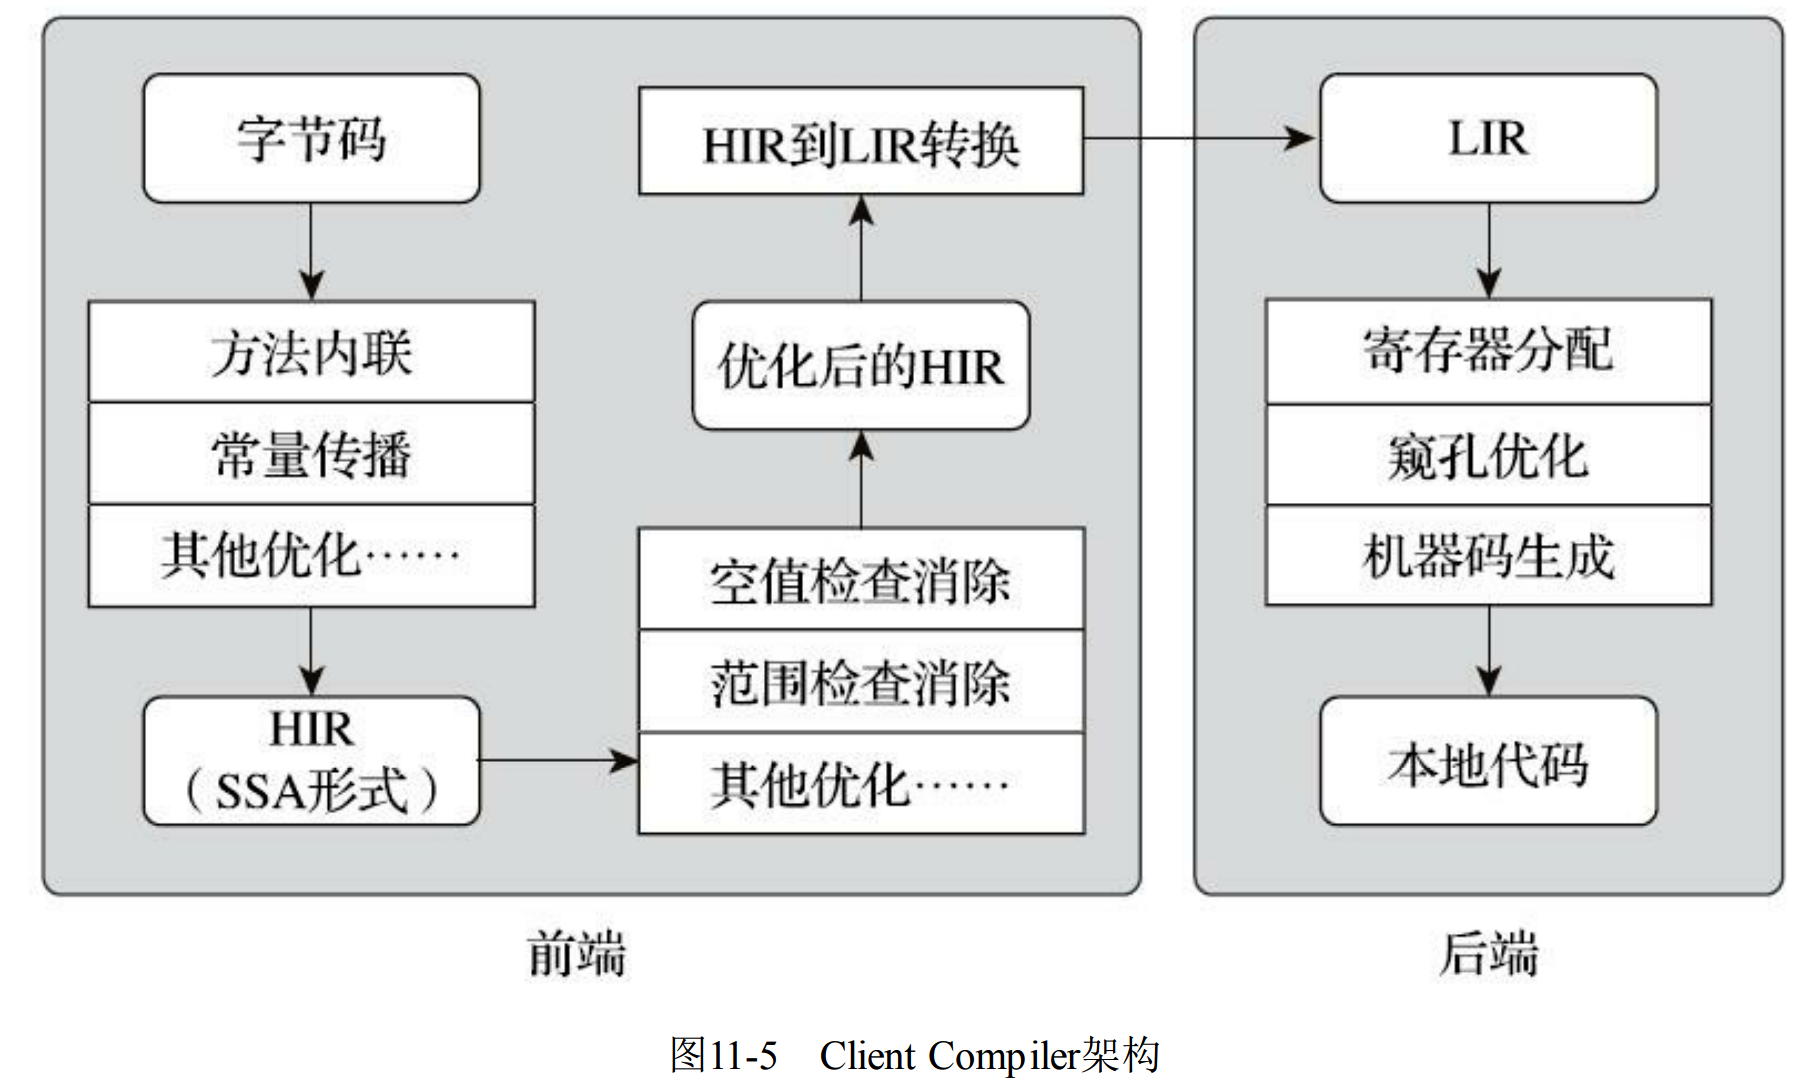 字节码
方法内联
常量传播
其他优化……
HIR
（SSA形式）
空值检查消除
范围检查消除
其他优化……
优化后的HIR
HIR到LIR转换
LIR
寄存器分配
窥孔优化
机器码生成
本地代码
前端
后端
图11-5 Client Compiler架构